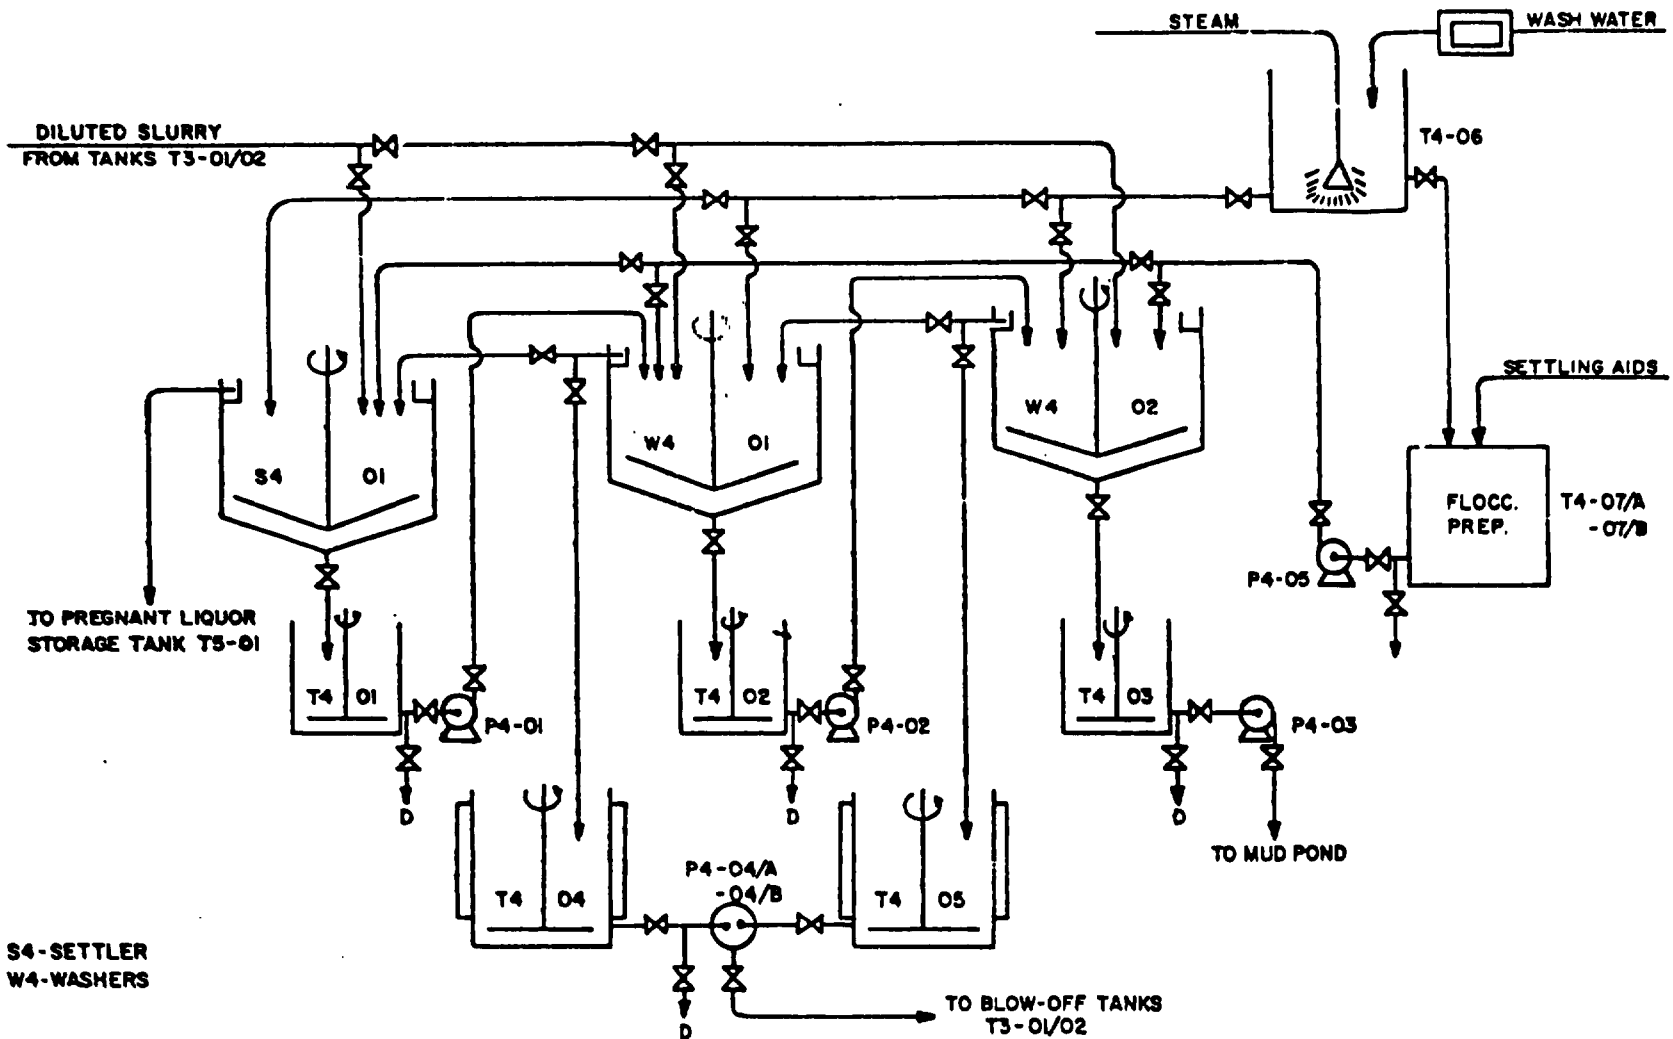 STEAM
WASH WATER
DILUTED SLURRY
FROM TANKS T3-01/02
T4-06
SETTLING AIDS
W4 02
W4 01
S4 01
FLOCC.
PREP.
T4-07/A
-07/B
P4-05
TO PREGNANT LIQUOR
STORAGE TANK T5-01
T4 01
P4-01
T4 02
P4-02
T4 03
P4-03
D
D
D
TO MUD POND
P4-04/A
-04/B
T4 04
T4 05
S4-SETTLER
W4-WASHERS
D
TO BLOW-OFF TANKS
T3-01/02